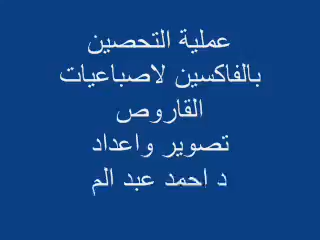 عملية التحصين
بالفاكسين لاصباعيات
القاروص
تصوير واعداد
د احمد عبد الم